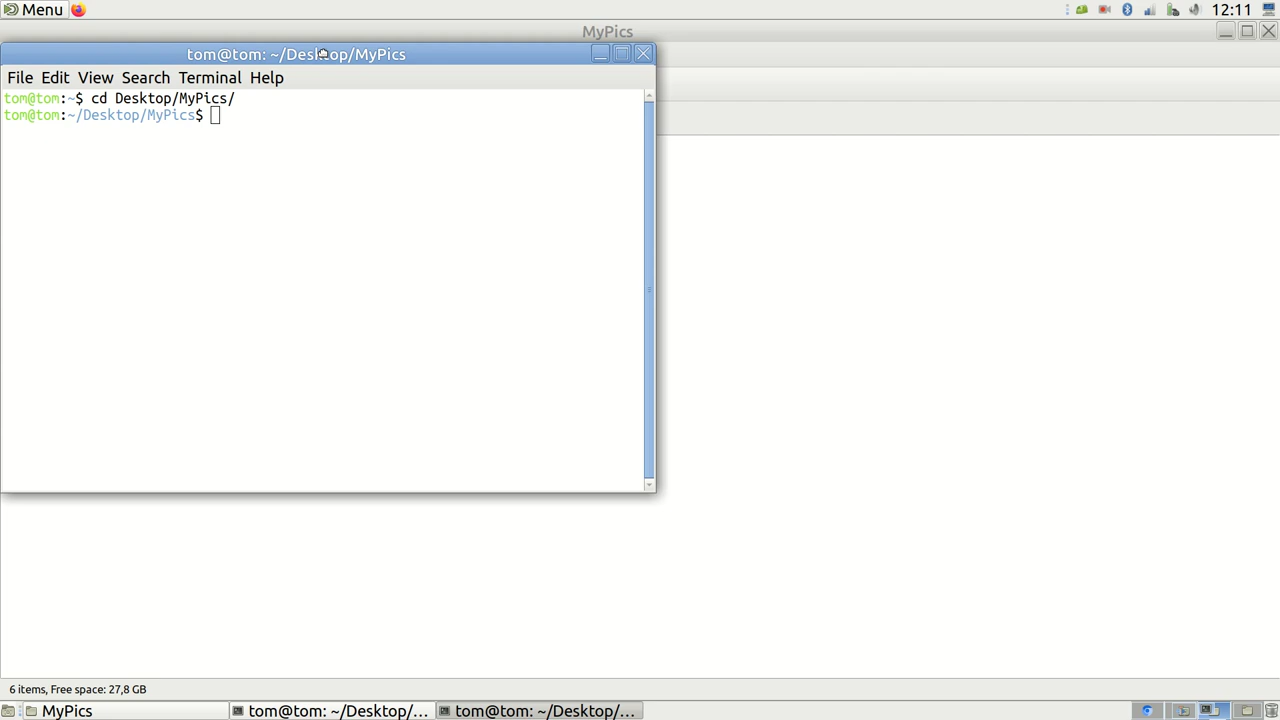 Menu
12:11
MyPics
tom@tom: ~/Desktop/MyPics
File Edit View Search Terminal Help
tom@tom:~$ cd Desktop/MyPics/
tom@tom:~/Desktop/MyPics$
6 items, Free space: 27,8 GB
MyPics
tom@tom: ~/Desktop/...
tom@tom: ~/Desktop/...